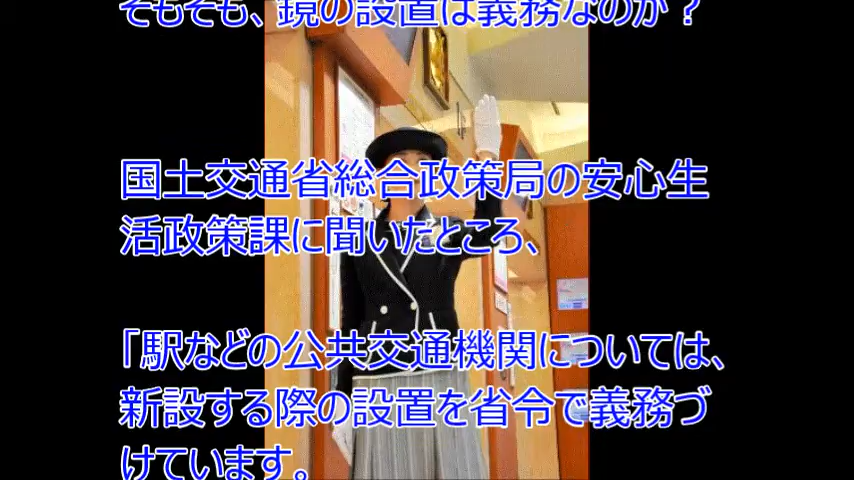 そもそも、鏡の設置は義務なのか？
国土交通省総合政策局の安心生
活政策課に聞いたところ、
「駅などの公共交通機関については、
新設する際の設置を省令で義務づ
けています。